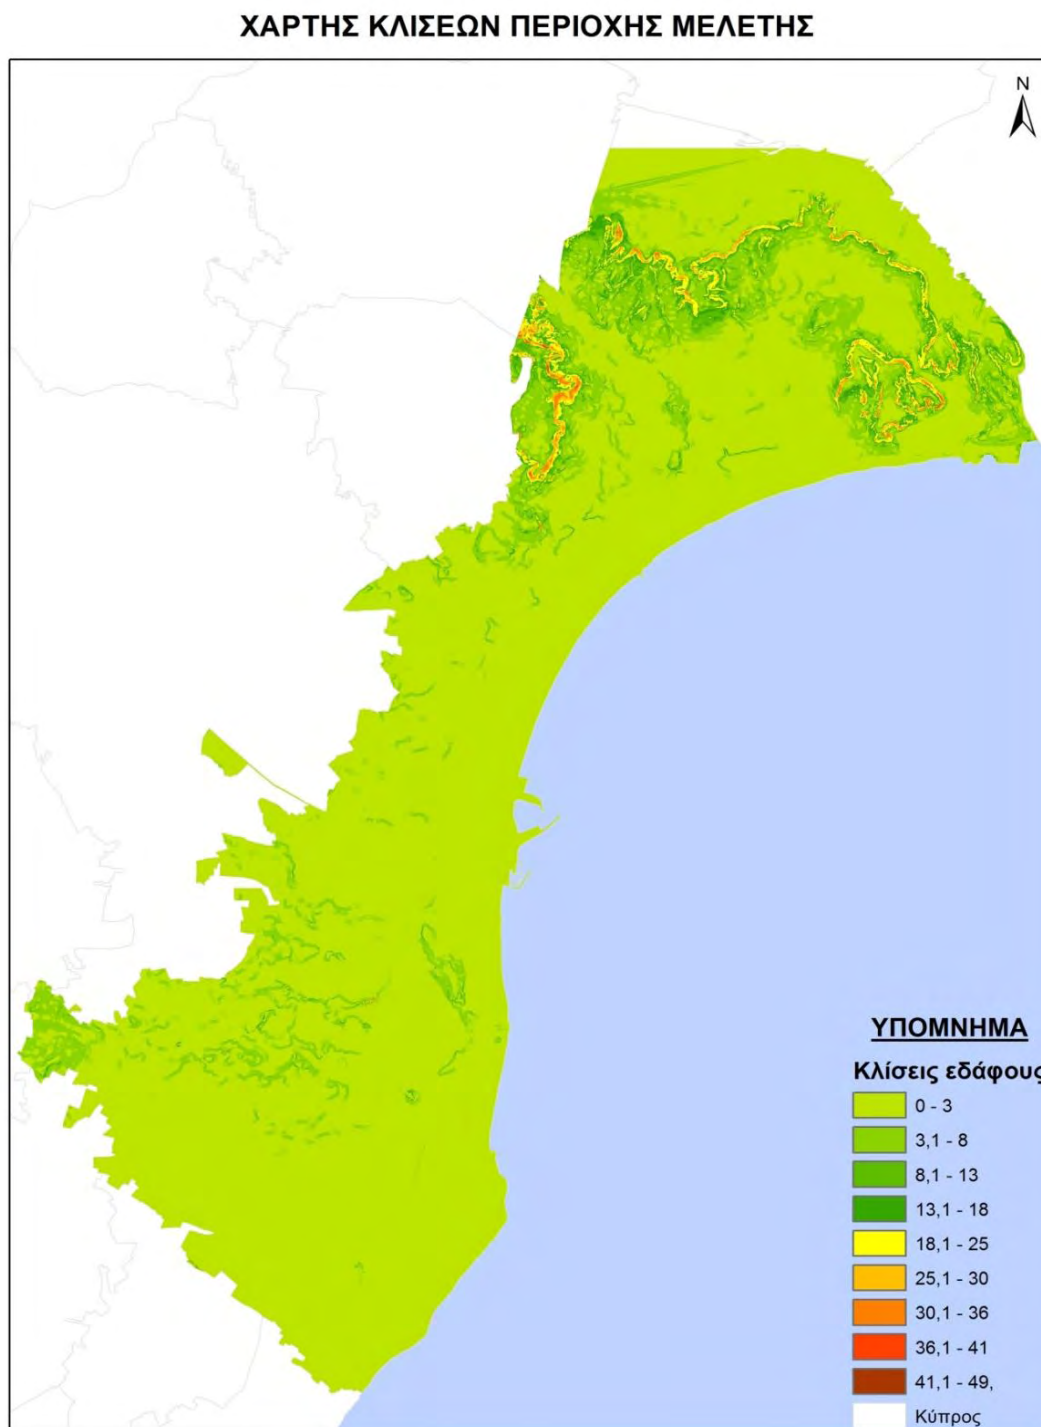 ΧΑΡΤΗΣ ΚΛΙΣΕΩΝ ΠΕΡΙΟΧΗΣ ΜΕΛΕΤΗΣ
N
ΥΠΟΜΝΗΜΑ
Κλίσεις εδάφους
0 - 3
3,1 - 8
8,1 - 13
13,1 - 18
18,1 - 25
25,1 - 30
30,1 - 36
36,1 - 41
41,1 - 49,
Κύπρος